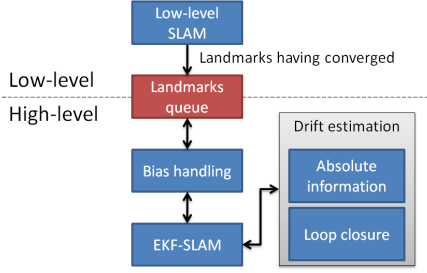 Low-level
SLAM
Landmarks having converged
Low-level
Landmarks
queue
High-level
Drift estimation
Bias handling
Absolute
information
EKF-SLAM
Loop closure